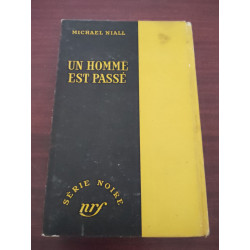 MICHAEL NIALL
UN HOMME
EST PASSÉ
SÉRIE NOIRE
nrf